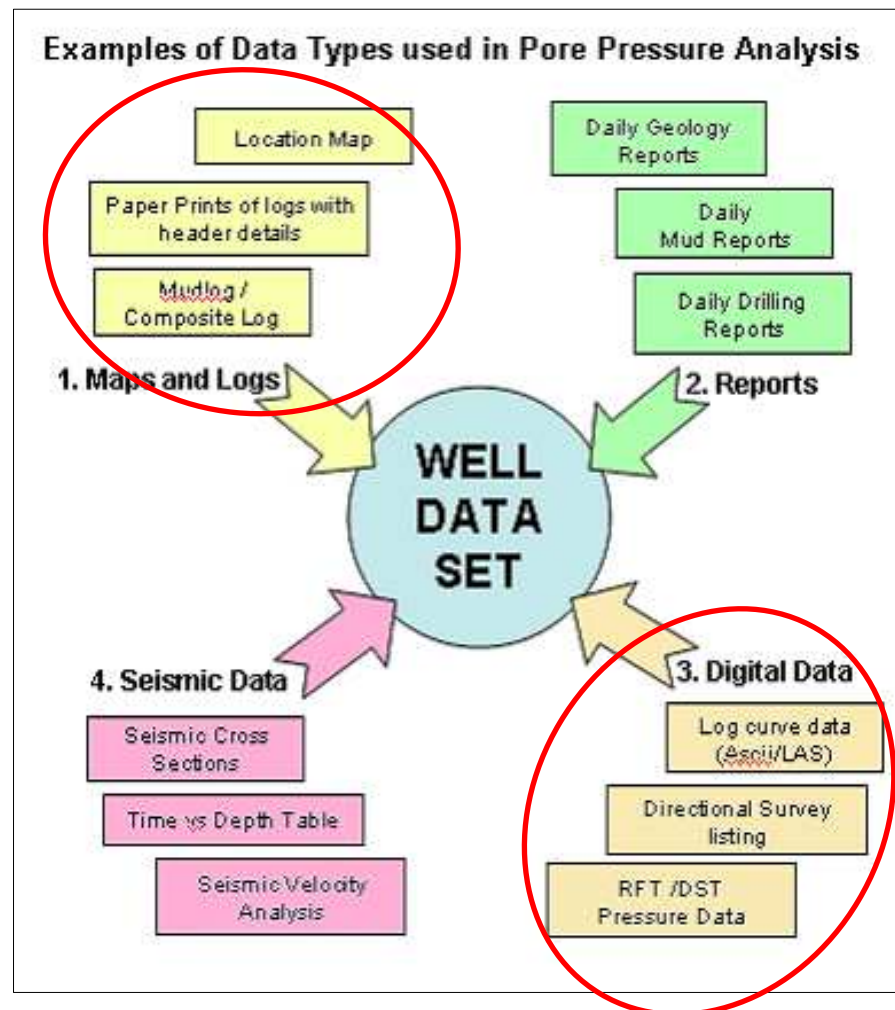 Examples of Data Types used in Pore Pressure Analysis
Location Map
Paper Prints of logs with
header details
Mudlog /
Composite Log
1. Maps and Logs
Daily Geology
Reports
Daily
Mud Reports
Daily Drilling
Reports
2. Reports
WELL
DATA
SET
4. Seismic Data
Seismic Cross
Sections
Time vs Depth Table
Seismic Velocity
Analysis
3. Digital Data
Log curve data
(Ascii/LAS)
Directional Survey
listing
RFT /DST
Pressure Data